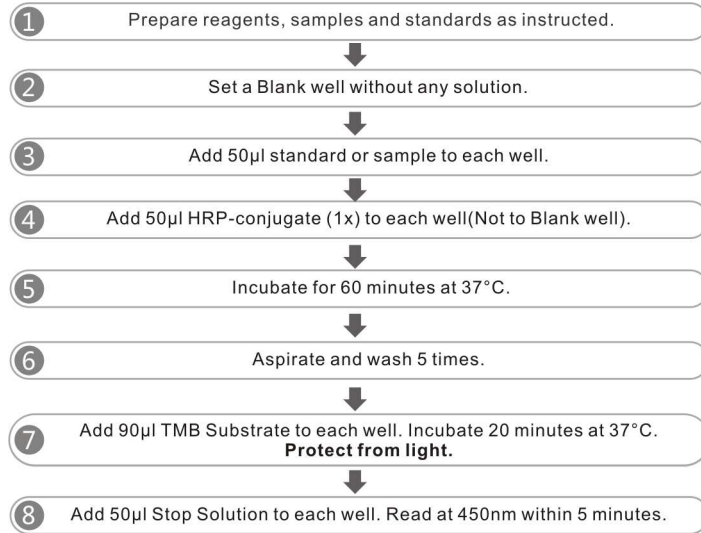 1 Prepare reagents, samples and standards as instructed.
2 Set a Blank well without any solution.
3 Add 50µl standard or sample to each well.
4 Add 50µl HRP-conjugate (1x) to each well(Not to Blank well).
5 Incubate for 60 minutes at 37°C.
6 Aspirate and wash 5 times.
7 Add 90µl TMB Substrate to each well. Incubate 20 minutes at 37°C.
Protect from light.
8 Add 50µl Stop Solution to each well. Read at 450nm within 5 minutes.